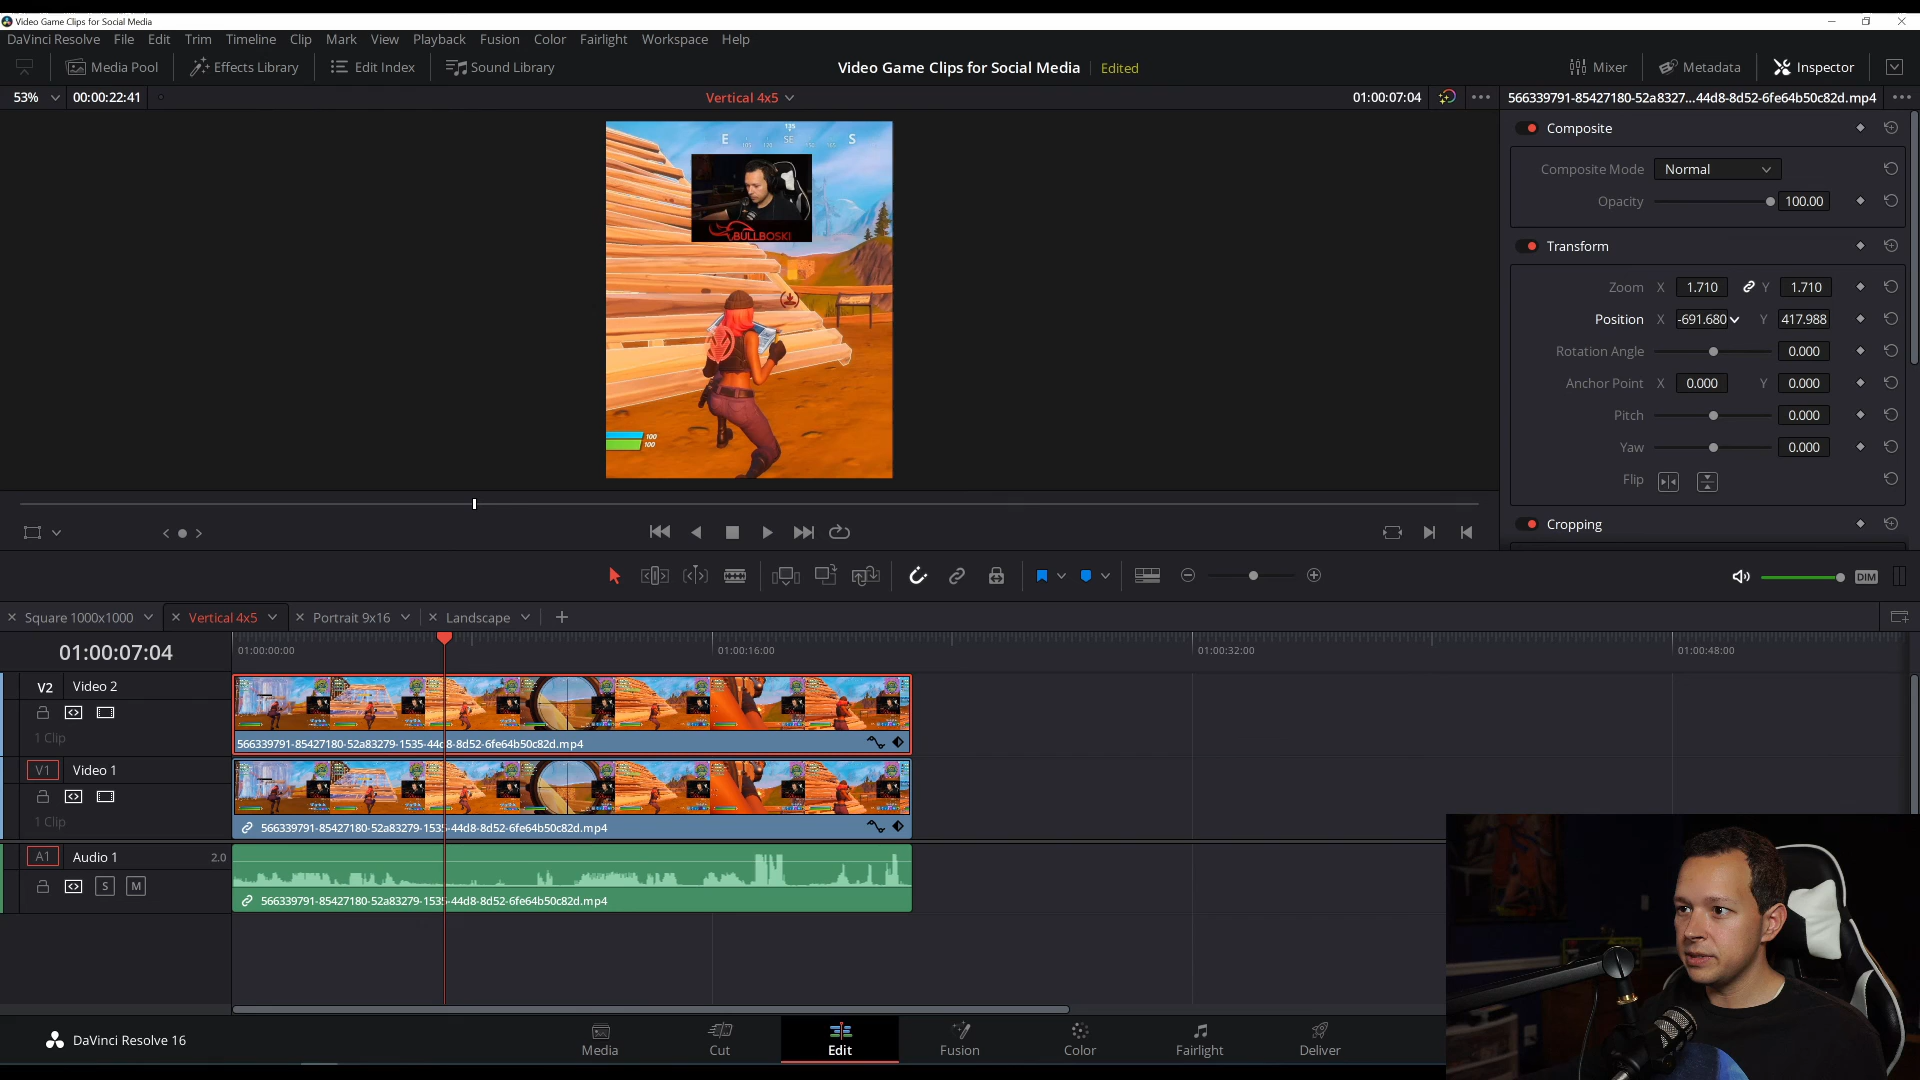 Video Game Clips for Social Media
DaVinci Resolve File Edit Trim Timeline Clip Mark View Playback Fusion Color Fairlight Workspace Help
Media Pool Effects Library Edit Index Sound Library Video Game Clips for Social Media Edited Mixer Metadata Inspector
53% 00:00:22:41 Vertical 4x5 01:00:07:04 566339791-85427180-52a8327...44d8-8d52-6fe64b50c82d.mp4
Composite
Composite Mode Normal
Opacity 100.00
Transform
Zoom X 1.710 Y 1.710
Position X -691.680 Y 417.988
Rotation Angle 0.000
Anchor Point X 0.000 Y 0.000
Pitch 0.000
Yaw 0.000
Flip
Cropping
135
E SE S
BULLBOSKI
100
100
DIM
Square 1000x1000 Vertical 4x5 Portrait 9x16 Landscape
01:00:07:04 01:00:00:00 01:00:16:00 01:00:32:00 01:00:48:00
V2 Video 2
1 Clip
566339791-85427180-52a83279-1535-44d8-8d52-6fe64b50c82d.mp4
V1 Video 1
1 Clip
566339791-85427180-52a83279-1535-44d8-8d52-6fe64b50c82d.mp4
A1 Audio 1 2.0
S M
566339791-85427180-52a83279-1535-44d8-8d52-6fe64b50c82d.mp4
DaVinci Resolve 16 Media Cut Edit Fusion Color Fairlight Deliver